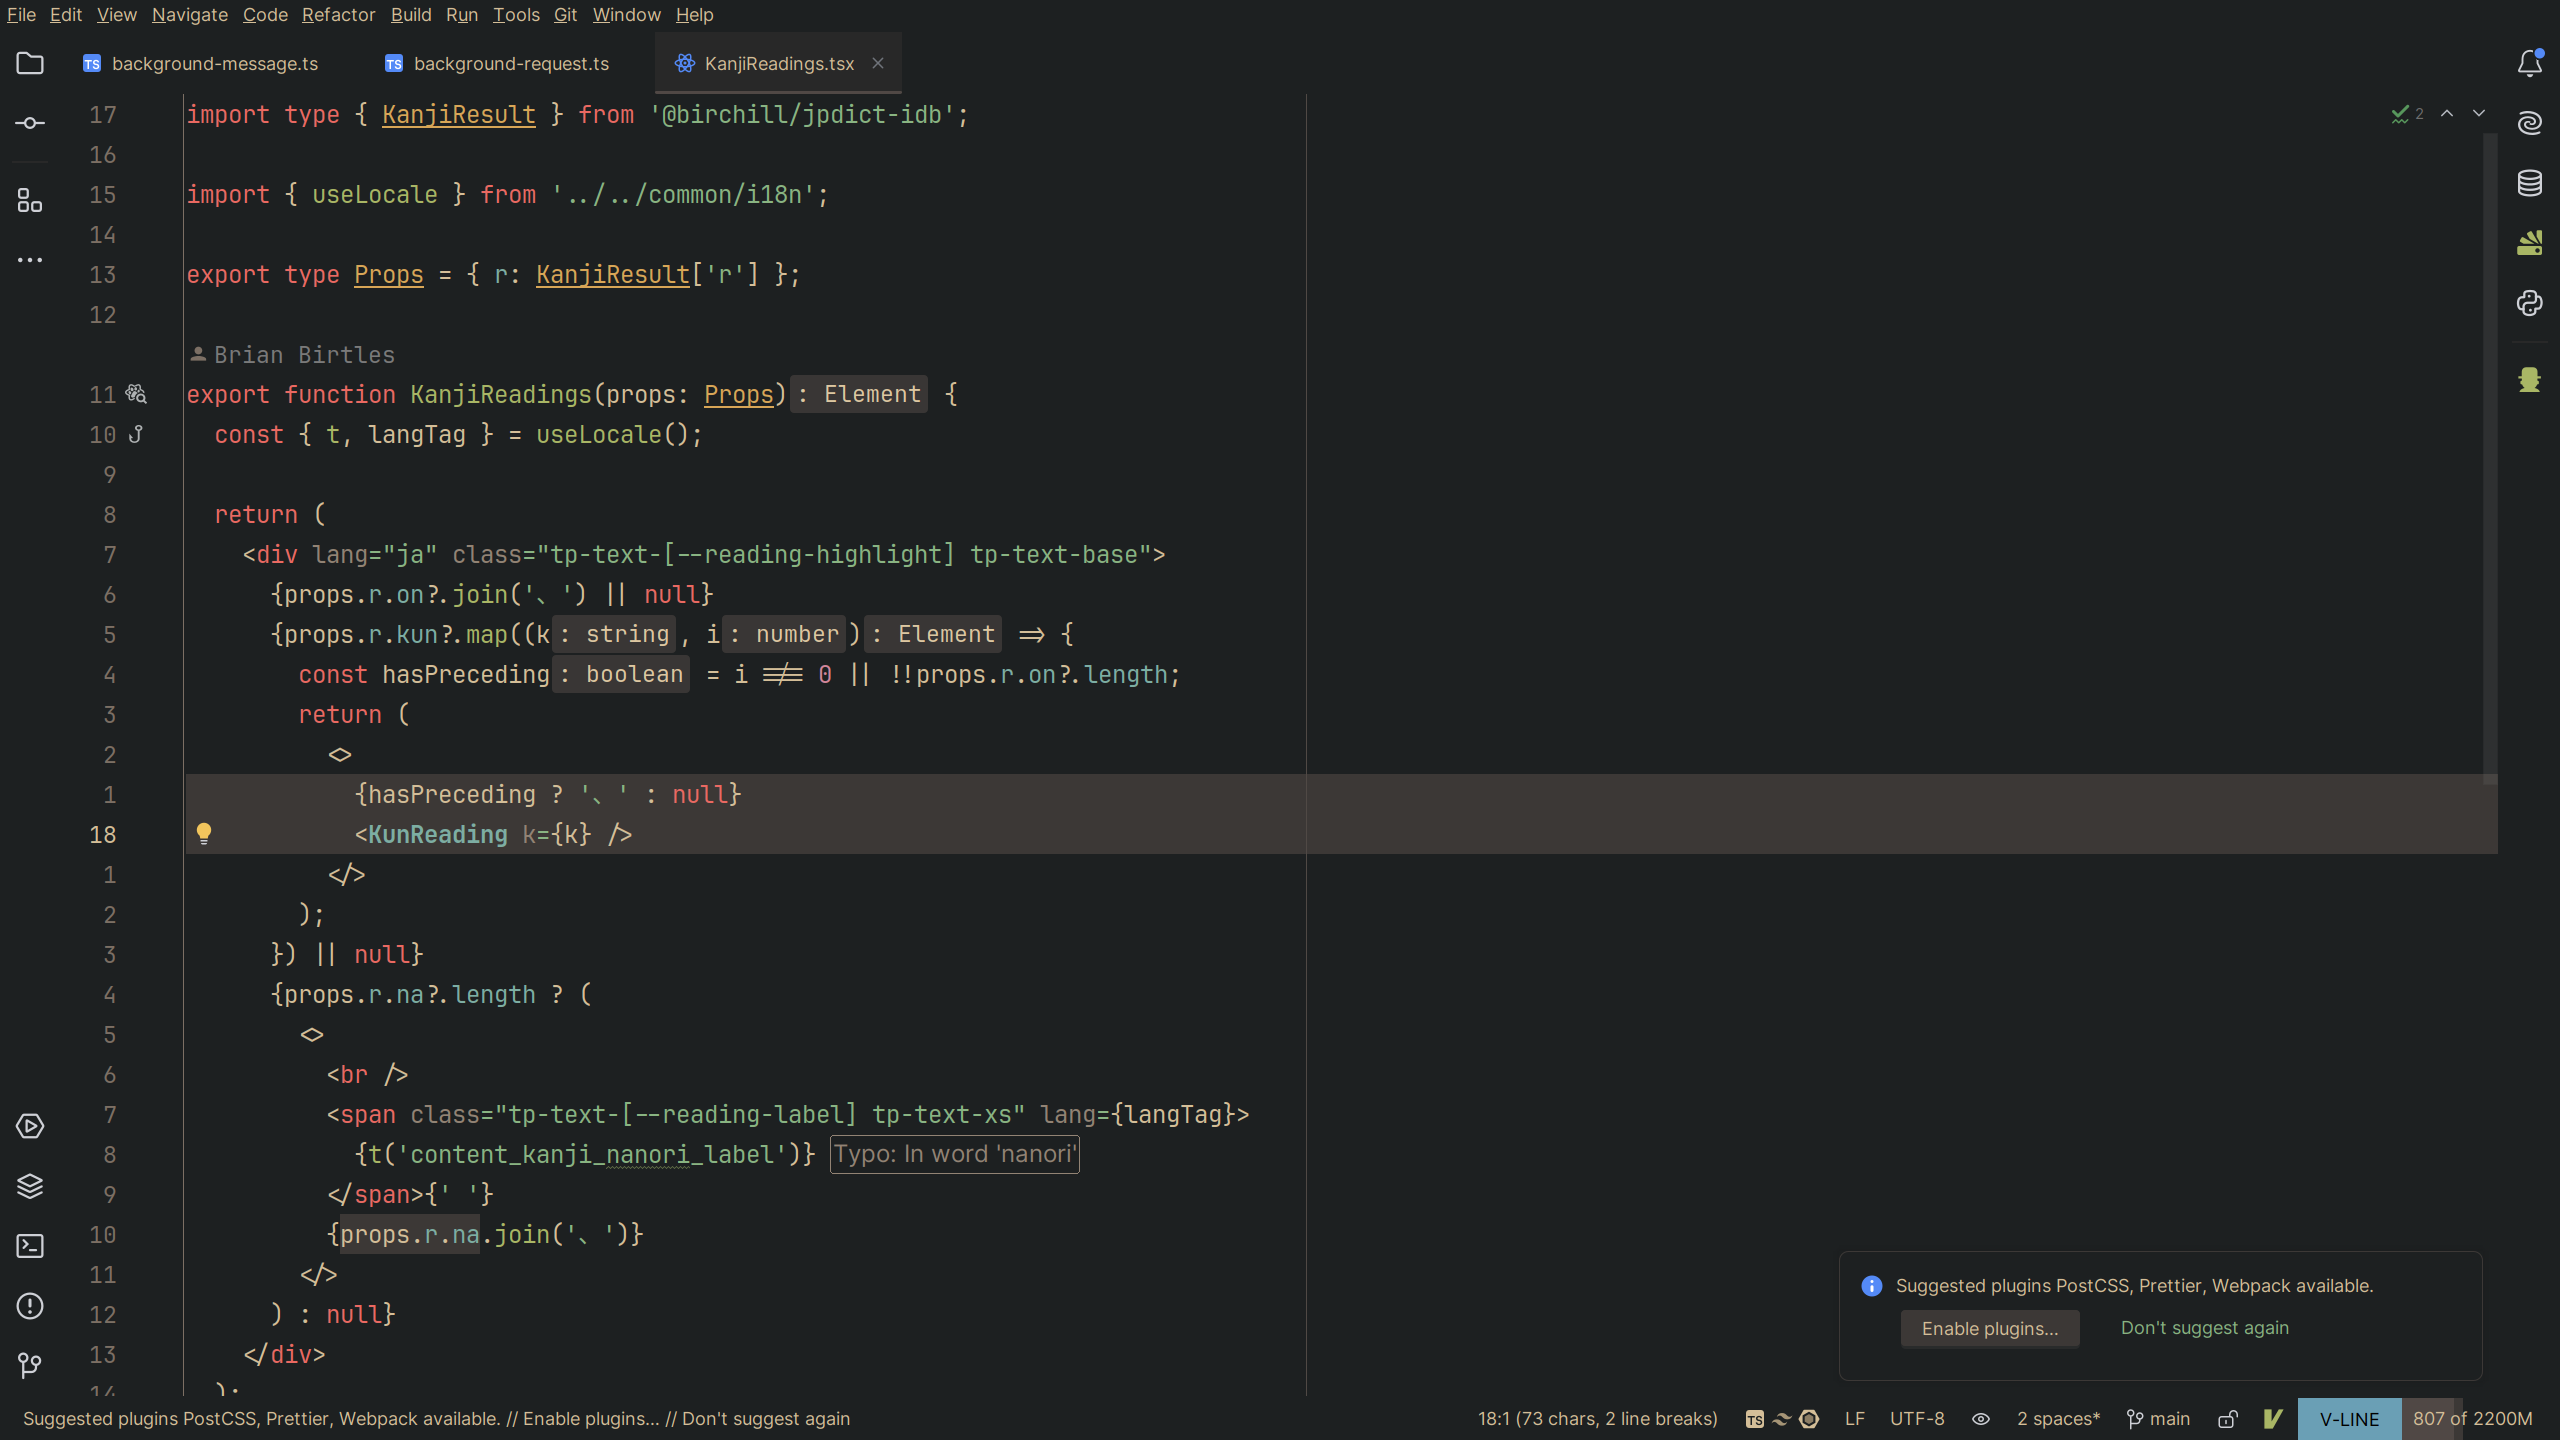 File Edit View Navigate Code Refactor Build Run Tools Git Window Help
background-message.ts background-request.ts KanjiReadings.tsx
17 import type { KanjiResult } from '@birchill/jpdict-idb';
2
16
15 import { useLocale } from '../../common/i18n';
14
13 export type Props = { r: KanjiResult['r'] };
12
Brian Birtles
11 export function KanjiReadings(props: Props) : Element {
10 const { t, langTag } = useLocale();
9
8 return (
7 <div lang="ja" class="tp-text-[--reading-highlight] tp-text-base">
6 {props.r.on?.join('、') || null}
5 {props.r.kun?.map((k : string , i : number ) : Element => {
4 const hasPreceding : boolean = i !== 0 || !!props.r.on?.length;
3 return (
2 <>
1 {hasPreceding ? '、' : null}
18 <KunReading k={k} />
1 </>
2 );
3 }) || null}
4 {props.r.na?.length ? (
5 <>
6 <br />
7 <span class="tp-text-[--reading-label] tp-text-xs" lang={langTag}>
8 {t('content_kanji_nanori_label')} Typo: In word 'nanori'
9 </span>{' '}
10 {props.r.na.join('、')}
11 </>
12 ) : null}
13 </div>
14 );
Suggested plugins PostCSS, Prettier, Webpack available.
Enable plugins... Don't suggest again
Suggested plugins PostCSS, Prettier, Webpack available. // Enable plugins... // Don't suggest again 18:1 (73 chars, 2 line breaks) TS LF UTF-8 2 spaces* main V-LINE 807 of 2200M